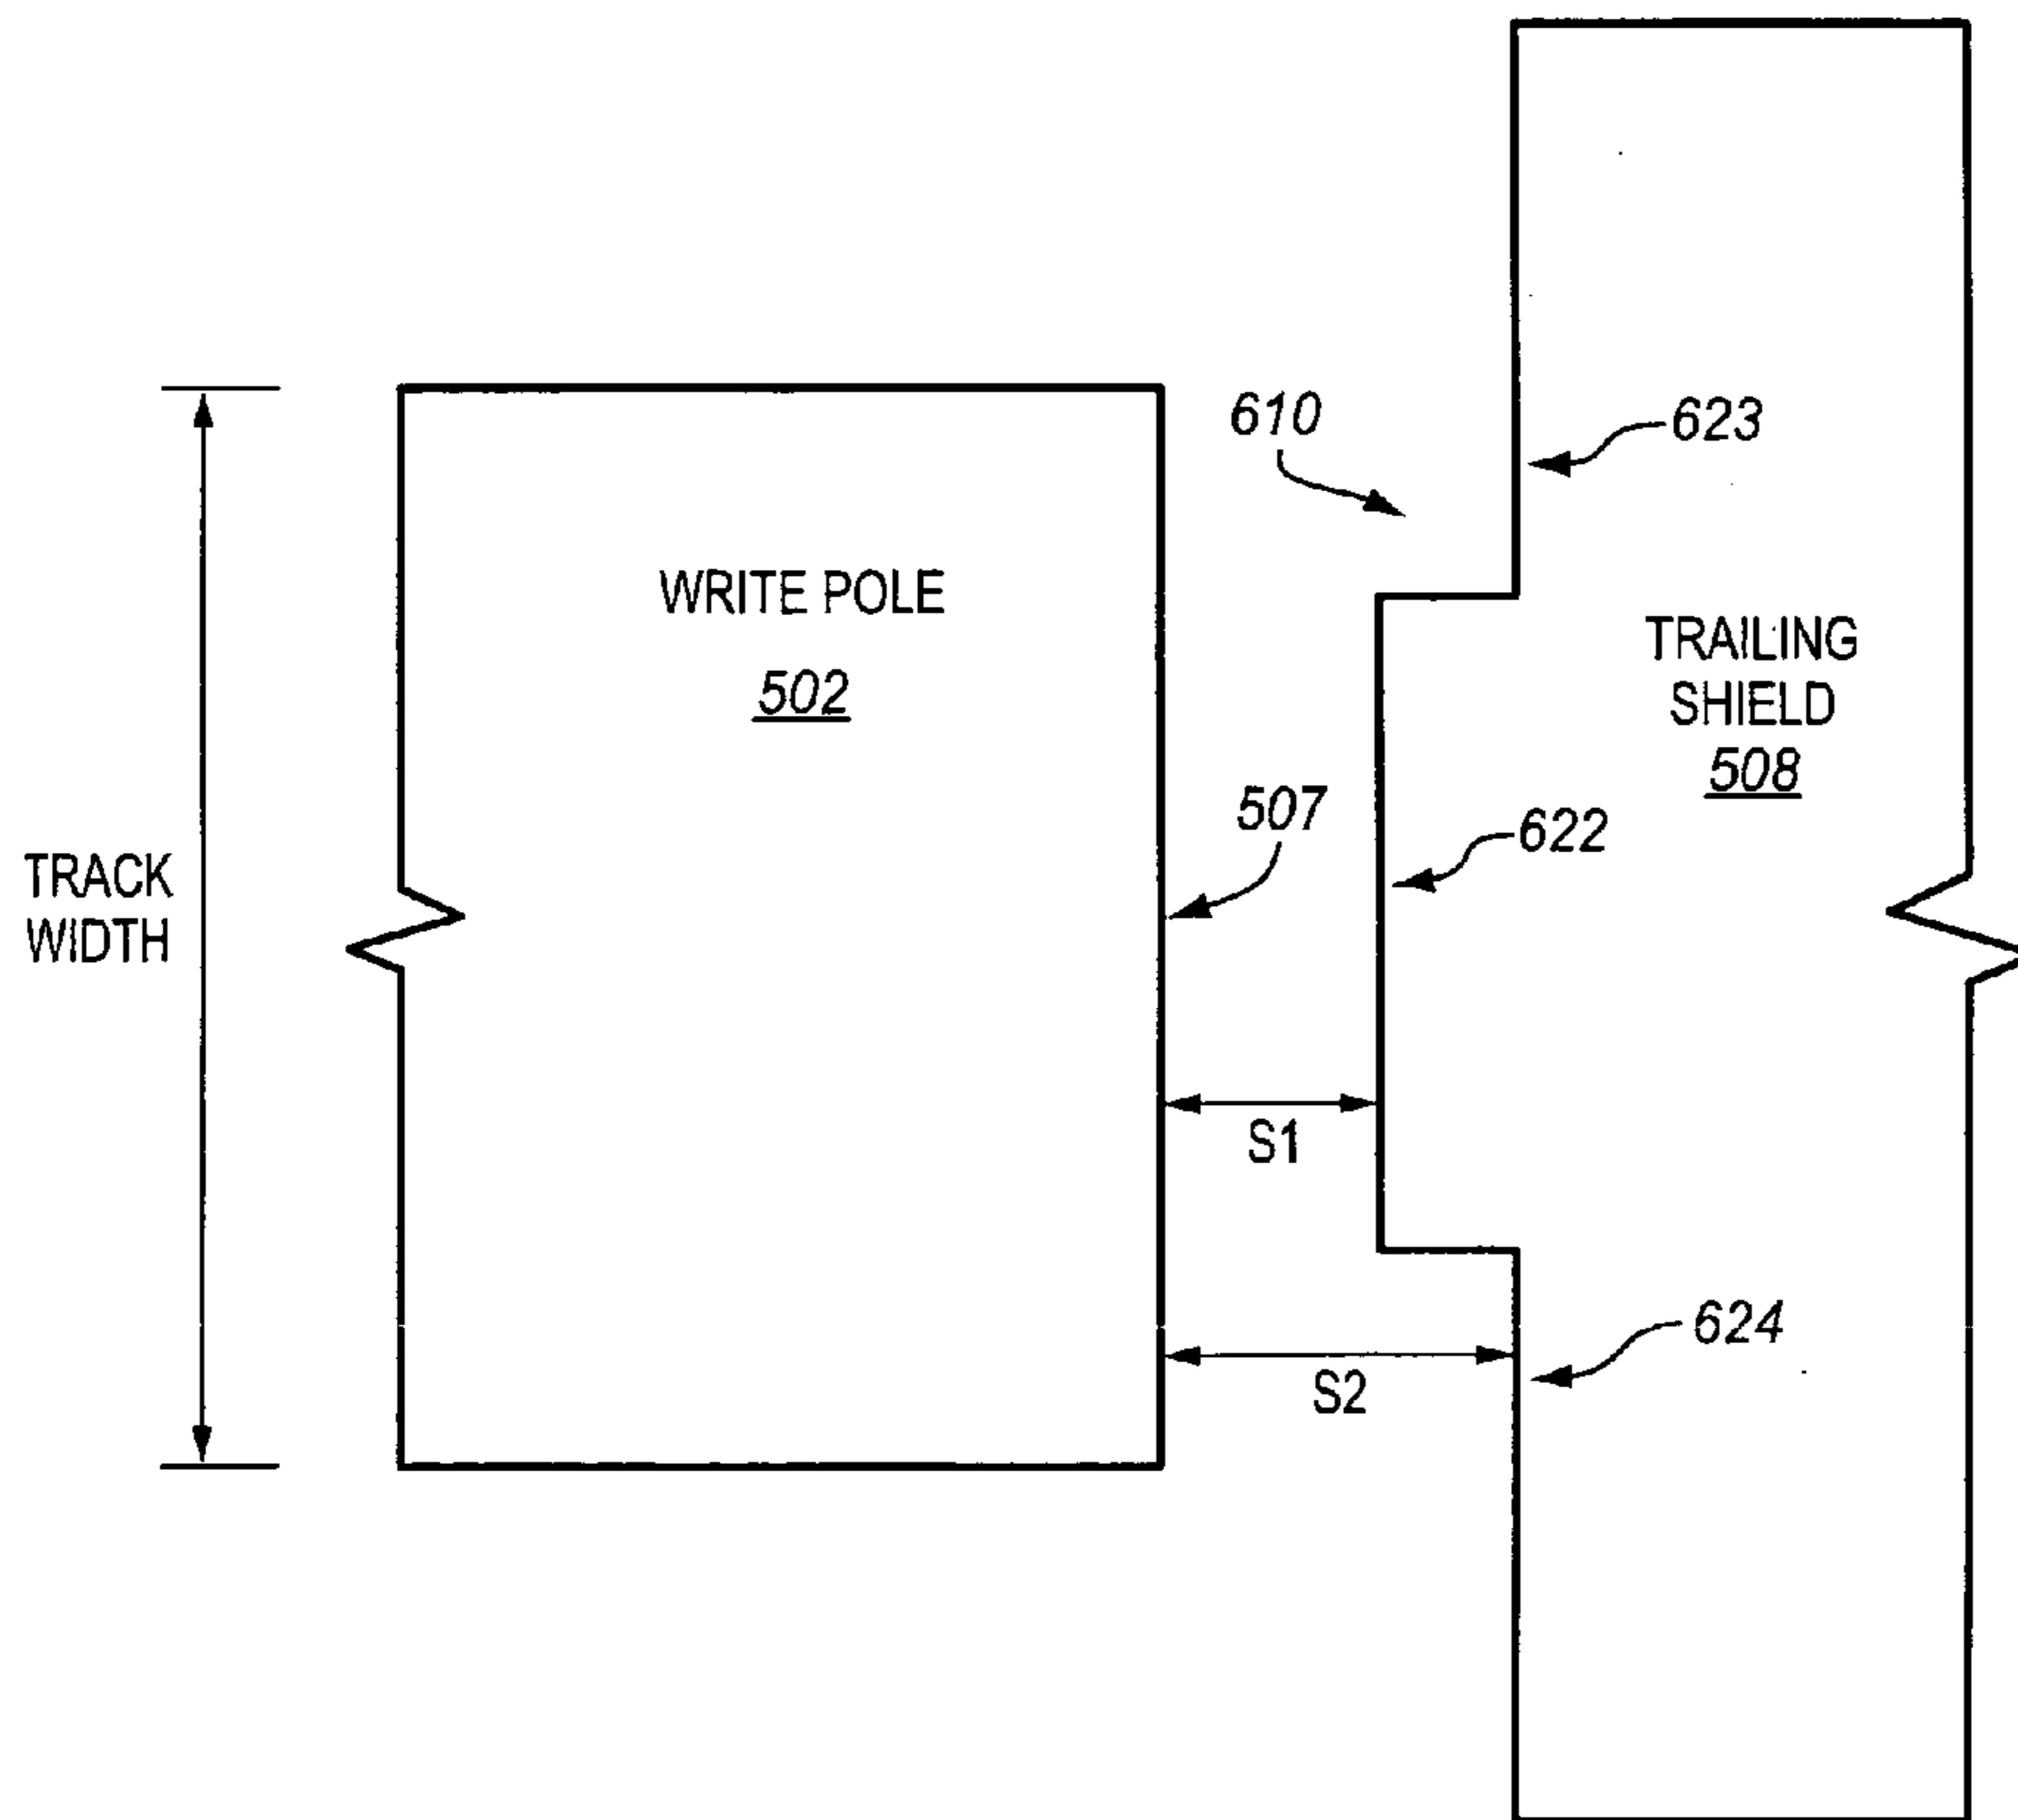 610
623
WRITE POLE
502
TRAILING
SHIELD
508
507
622
TRACK
WIDTH
S1
624
S2